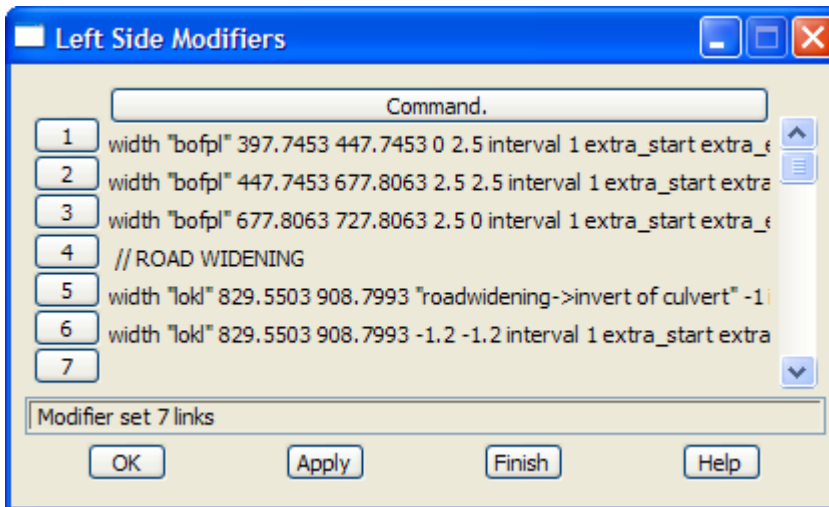 Left Side Modifiers
Command.
1 width "bofpl" 397.7453 447.7453 0 2.5 interval 1 extra_start extra_e
2 width "bofpl" 447.7453 677.8063 2.5 2.5 interval 1 extra_start extra
3 width "bofpl" 677.8063 727.8063 2.5 0 interval 1 extra_start extra_e
4 // ROAD WIDENING
5 width "lokl" 829.5503 908.7993 "roadwidening->invert of culvert" -1 i
6 width "lokl" 829.5503 908.7993 -1.2 -1.2 interval 1 extra_start extra
7
Modifier set 7 links
OK Apply Finish Help